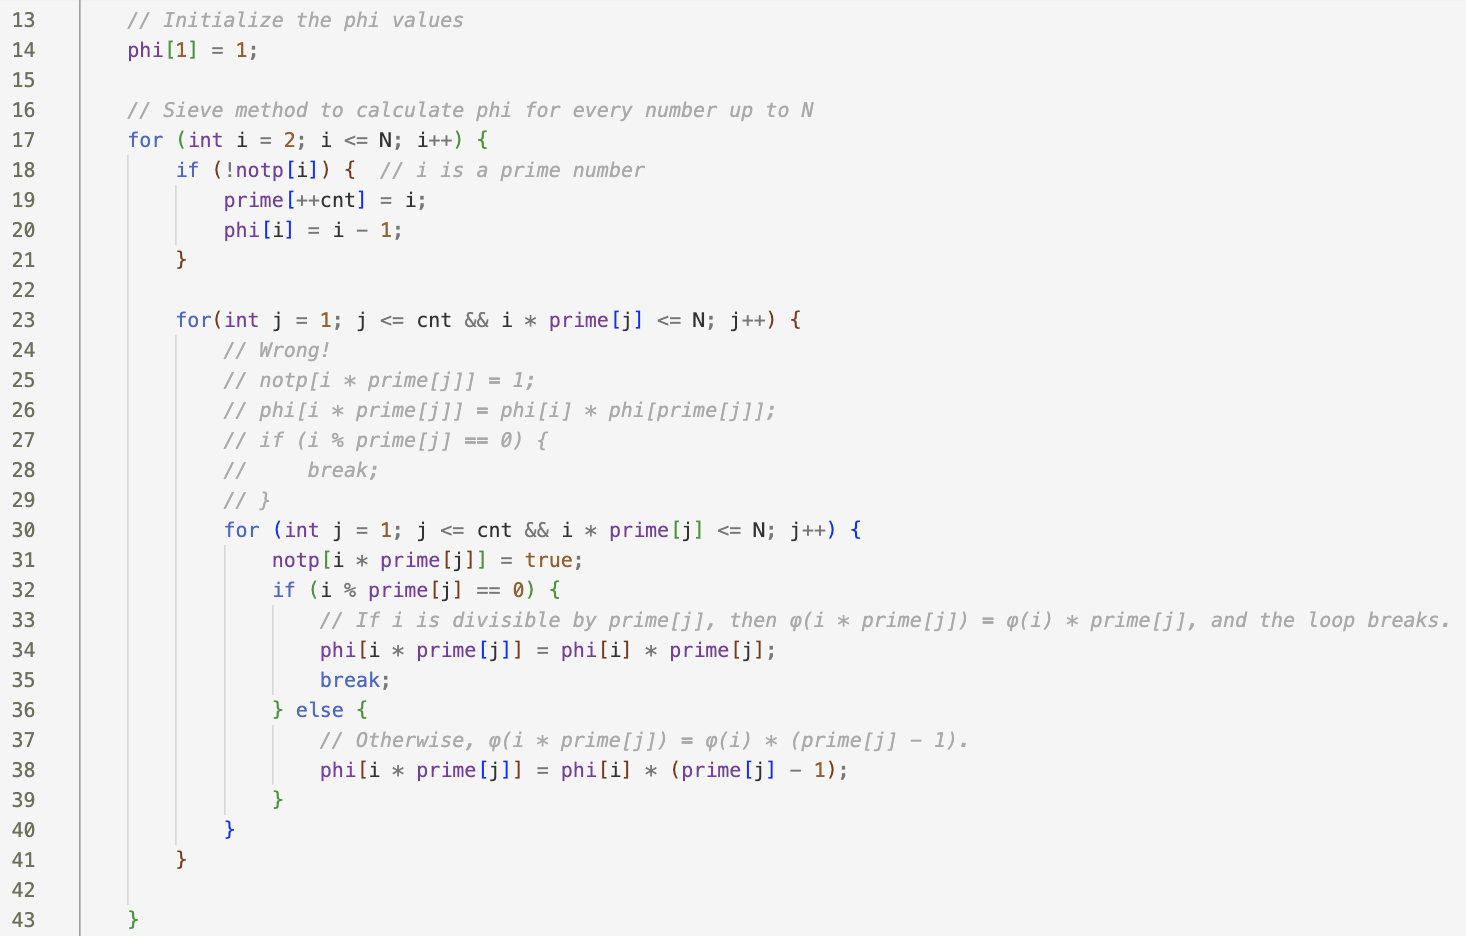 13 // Initialize the phi values
14 phi[1] = 1;
15
16 // Sieve method to calculate phi for every number up to N
17 for (int i = 2; i <= N; i++) {
18 if (!notp[i]) { // i is a prime number
19 prime[++cnt] = i;
20 phi[i] = i - 1;
21 }
22
23 for(int j = 1; j <= cnt && i * prime[j] <= N; j++) {
24 // Wrong!
25 // notp[i * prime[j]] = 1;
26 // phi[i * prime[j]] = phi[i] * phi[prime[j]];
27 // if (i % prime[j] == 0) {
28 // break;
29 // }
30 for (int j = 1; j <= cnt && i * prime[j] <= N; j++) {
31 notp[i * prime[j]] = true;
32 if (i % prime[j] == 0) {
33 // If i is divisible by prime[j], then φ(i * prime[j]) = φ(i) * prime[j], and the loop breaks.
34 phi[i * prime[j]] = phi[i] * prime[j];
35 break;
36 } else {
37 // Otherwise, φ(i * prime[j]) = φ(i) * (prime[j] - 1).
38 phi[i * prime[j]] = phi[i] * (prime[j] - 1);
39 }
40 }
41 }
42
43 }